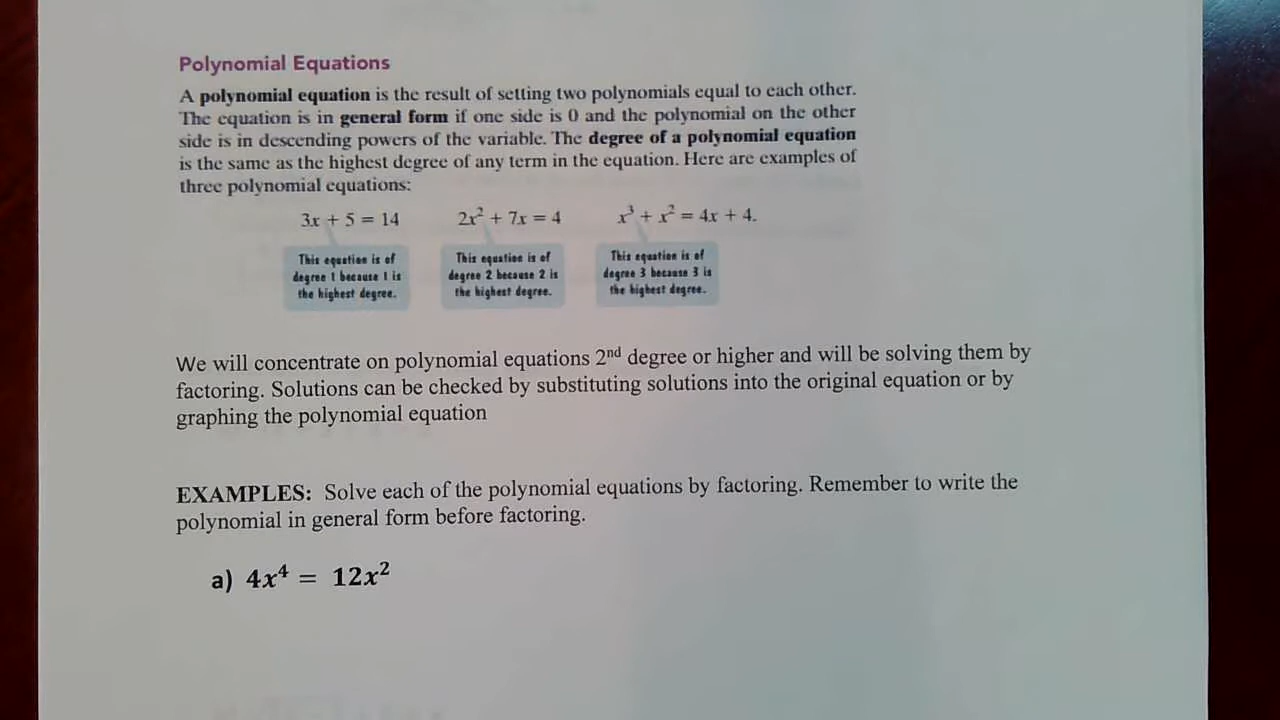 Polynomial Equations
A polynomial equation is the result of setting two polynomials equal to each other.
The equation is in general form if one side is 0 and the polynomial on the other
side is in descending powers of the variable. The degree of a polynomial equation
is the same as the highest degree of any term in the equation. Here are examples of
three polynomial equations:
3x + 5 = 14 2x² + 7x = 4 x³ + x² = 4x + 4.
This equation is of
degree 1 because 1 is
the highest degree.
This equation is of
degree 2 because 2 is
the highest degree.
This equation is of
degree 3 because 3 is
the highest degree.
We will concentrate on polynomial equations 2ⁿᵈ degree or higher and will be solving them by
factoring. Solutions can be checked by substituting solutions into the original equation or by
graphing the polynomial equation
EXAMPLES: Solve each of the polynomial equations by factoring. Remember to write the
polynomial in general form before factoring.
a) 4x⁴ = 12x²